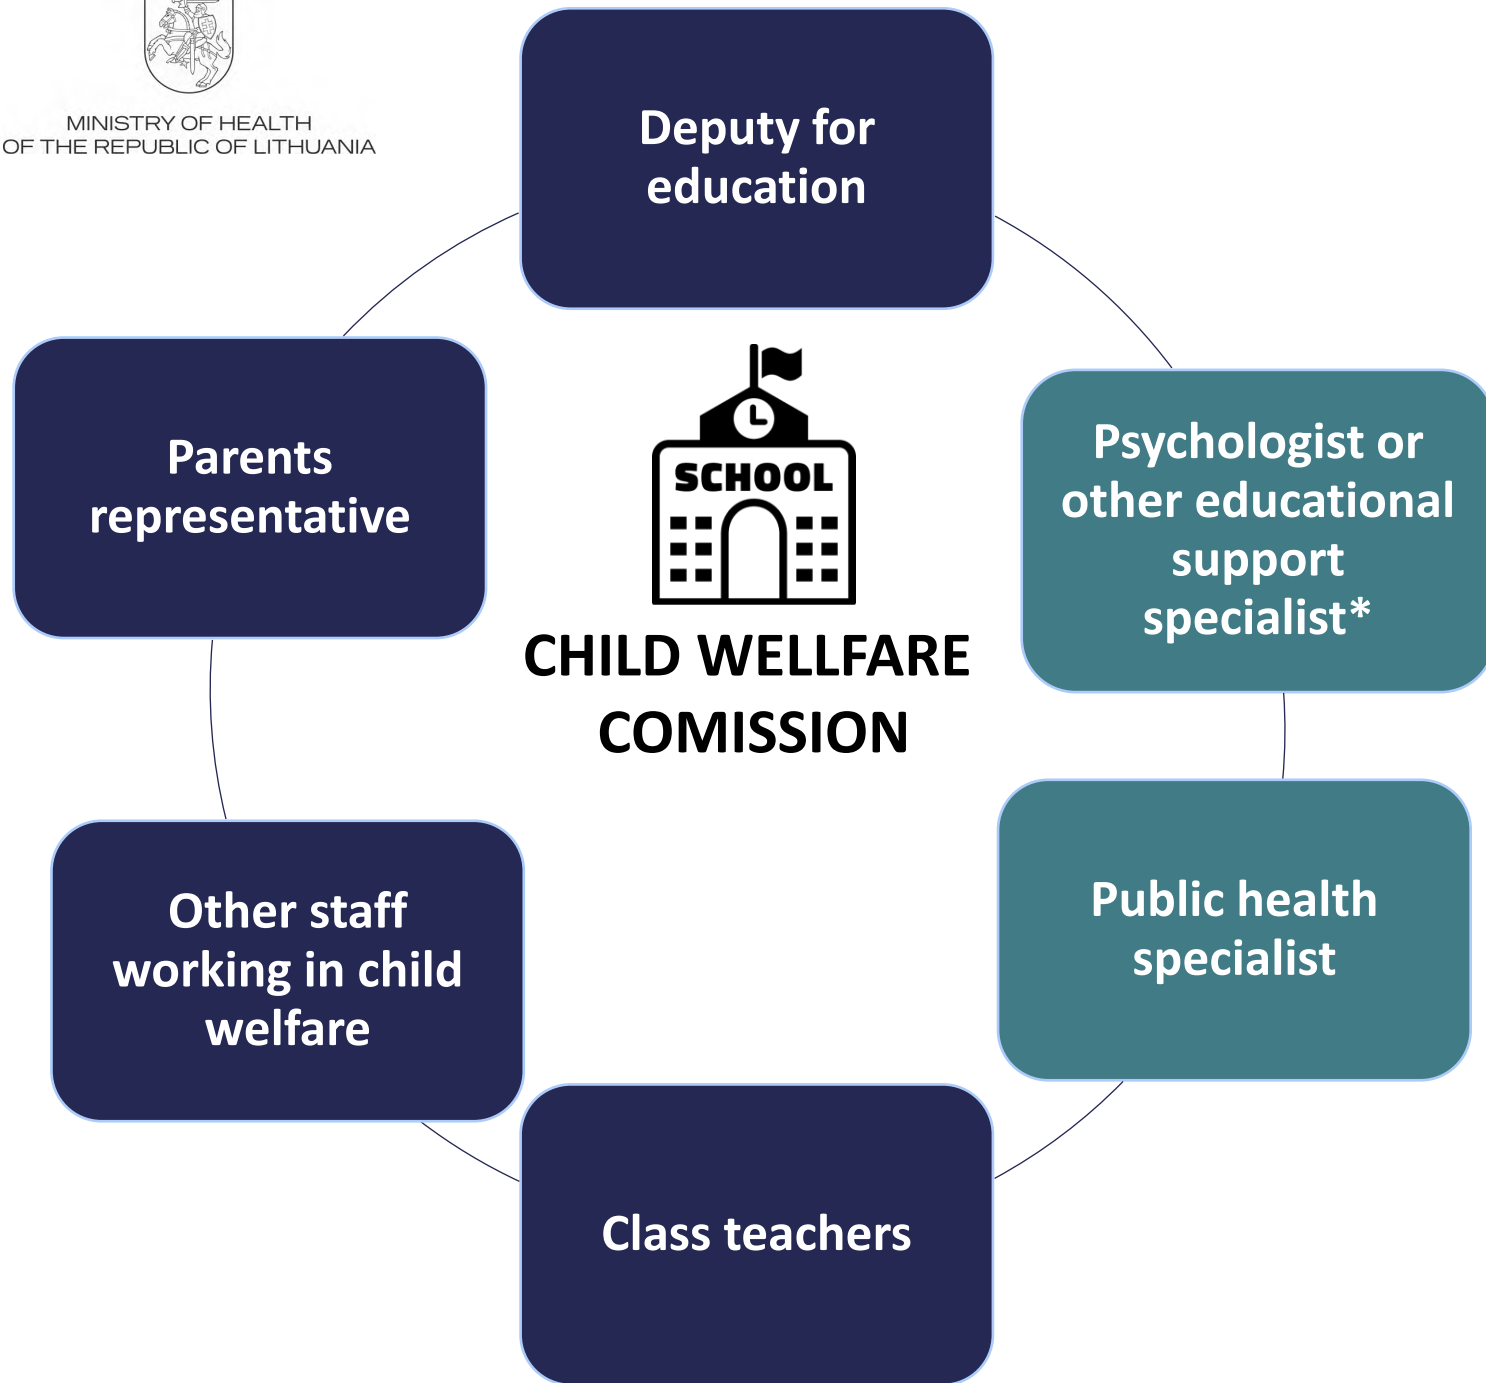 MINISTRY OF HEALTH
OF THE REPUBLIC OF LITHUANIA
Deputy for
education
Parents
representative
SCHOOL
CHILD WELLFARE
COMISSION
Psychologist or
other educational
support
specialist*
Other staff
working in child
welfare
Public health
specialist
Class teachers